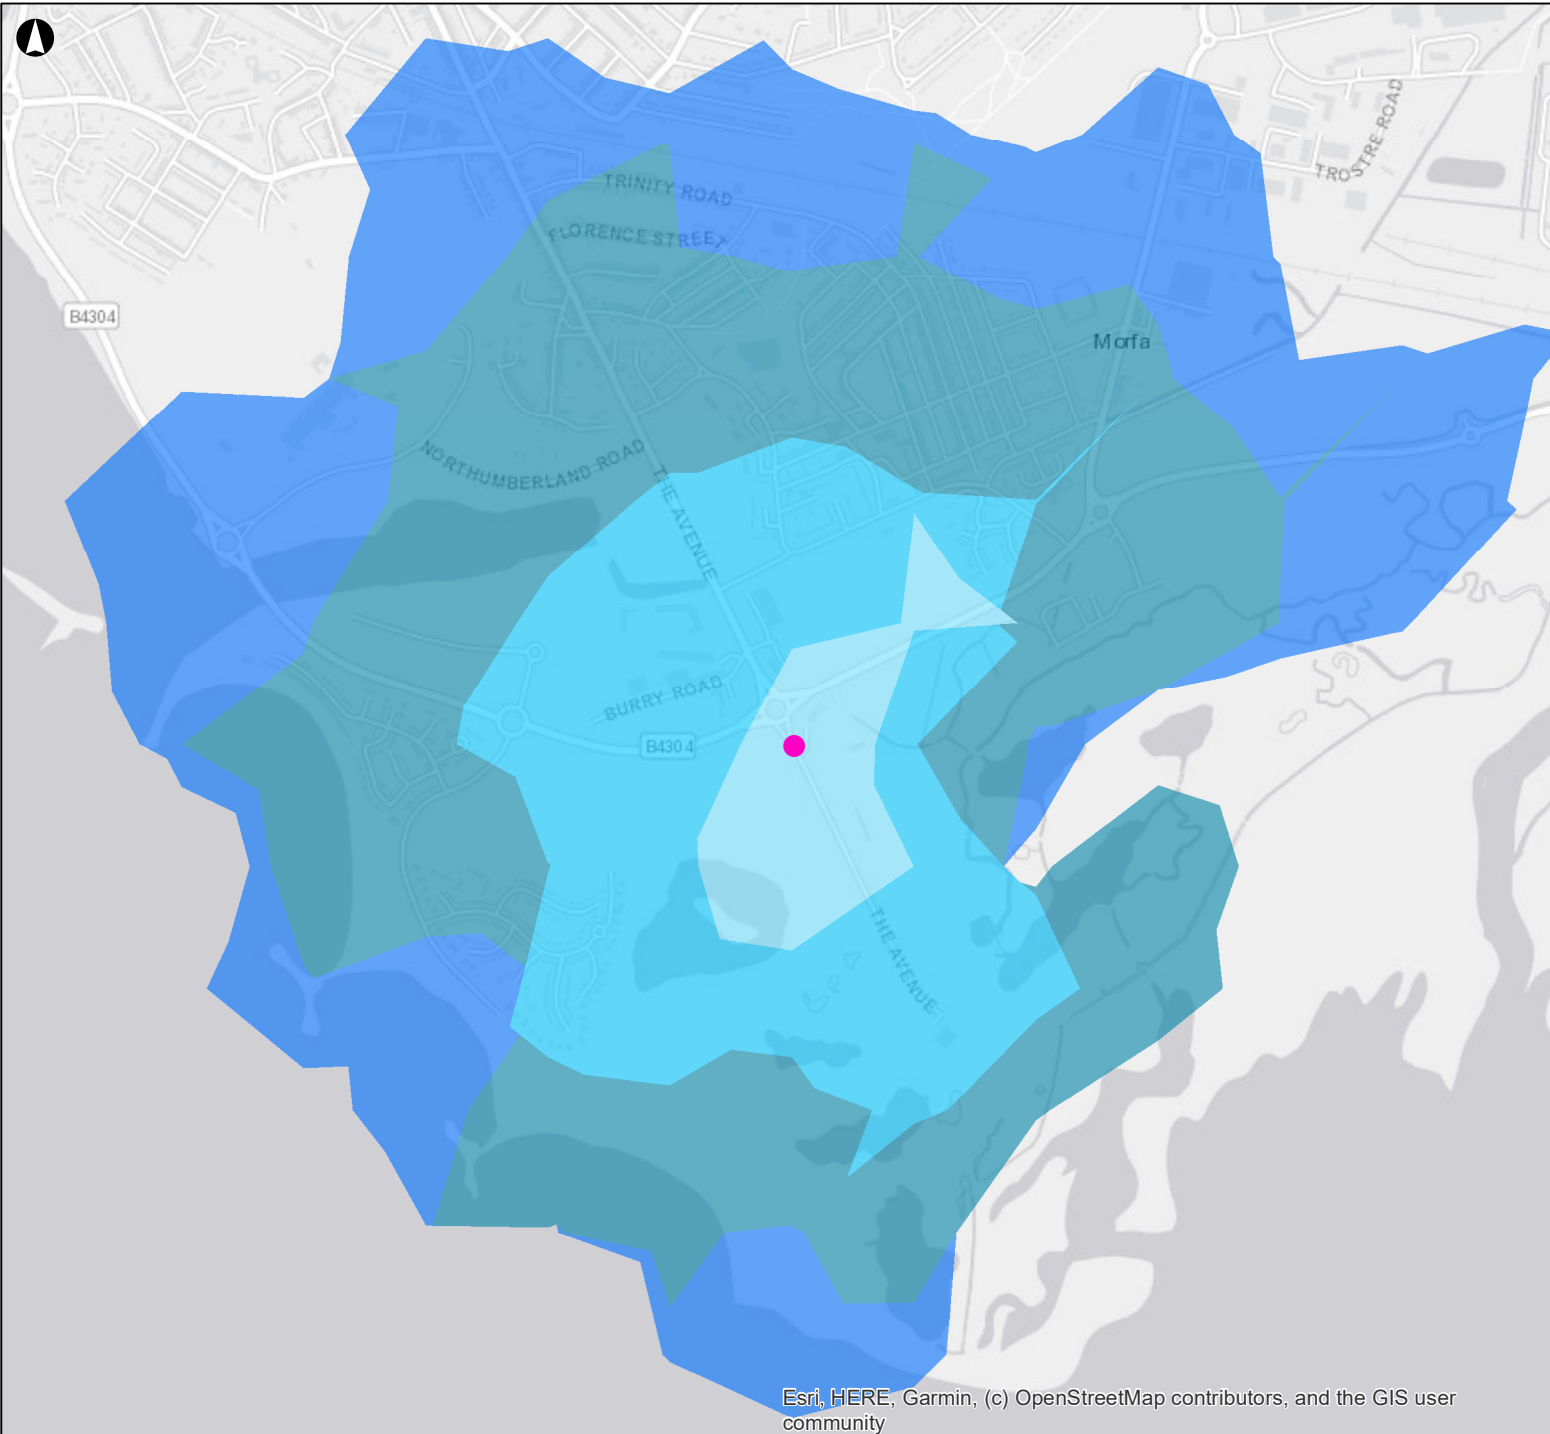 TROSTRE ROAD
TRINITY ROAD
FLORENCE STREET
B4304
Morfa
NORTHUMBERLAND ROAD
THE AVENUE
BURRY ROAD
B4304
THE AVENUE
Esri, HERE, Garmin, (c) OpenStreetMap contributors, and the GIS user
community